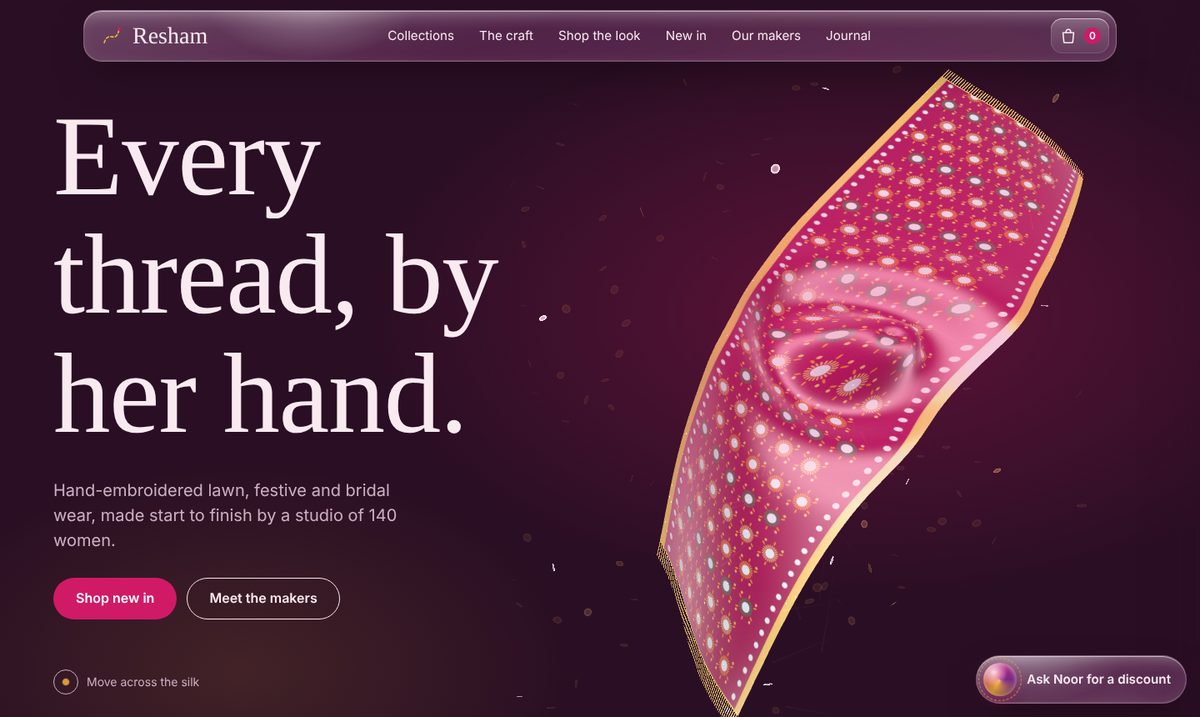 Resham
Collections
The craft
Shop the look
New in
Our makers
Journal
0
Every
thread, by
her hand.
Hand-embroidered lawn, festive and bridal
wear, made start to finish by a studio of 140
women.
Shop new in
Meet the makers
Move across the silk
Ask Noor for a discount